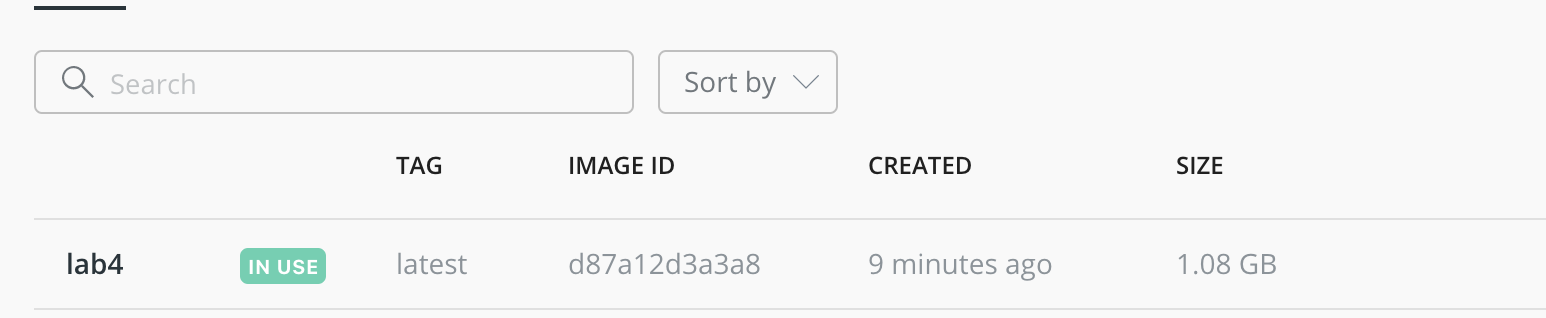 Search
Sort by
TAG IMAGE ID CREATED SIZE
lab4 IN USE latest d87a12d3a3a8 9 minutes ago 1.08 GB